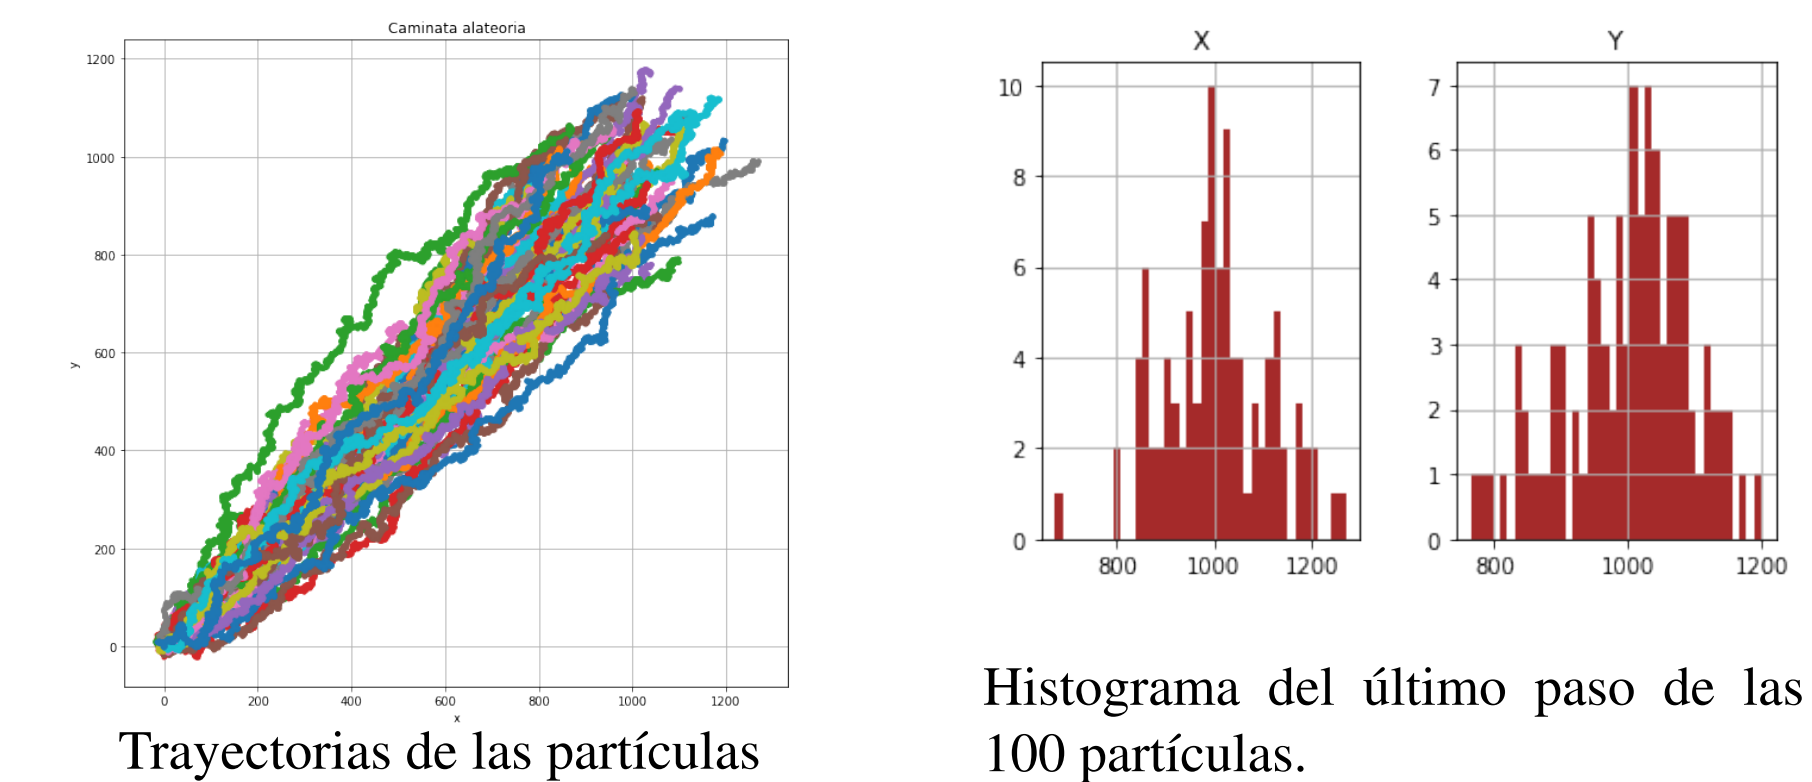 Caminata alateoria
1200
1000
800
600
400
200
0
y
0 200 400 600 800 1000 1200
x
Trayectorias de las partículas
X
10
8
6
4
2
0
800 1000 1200
Y
7
6
5
4
3
2
1
0
800 1000 1200
Histograma del último paso de las
100 partículas.